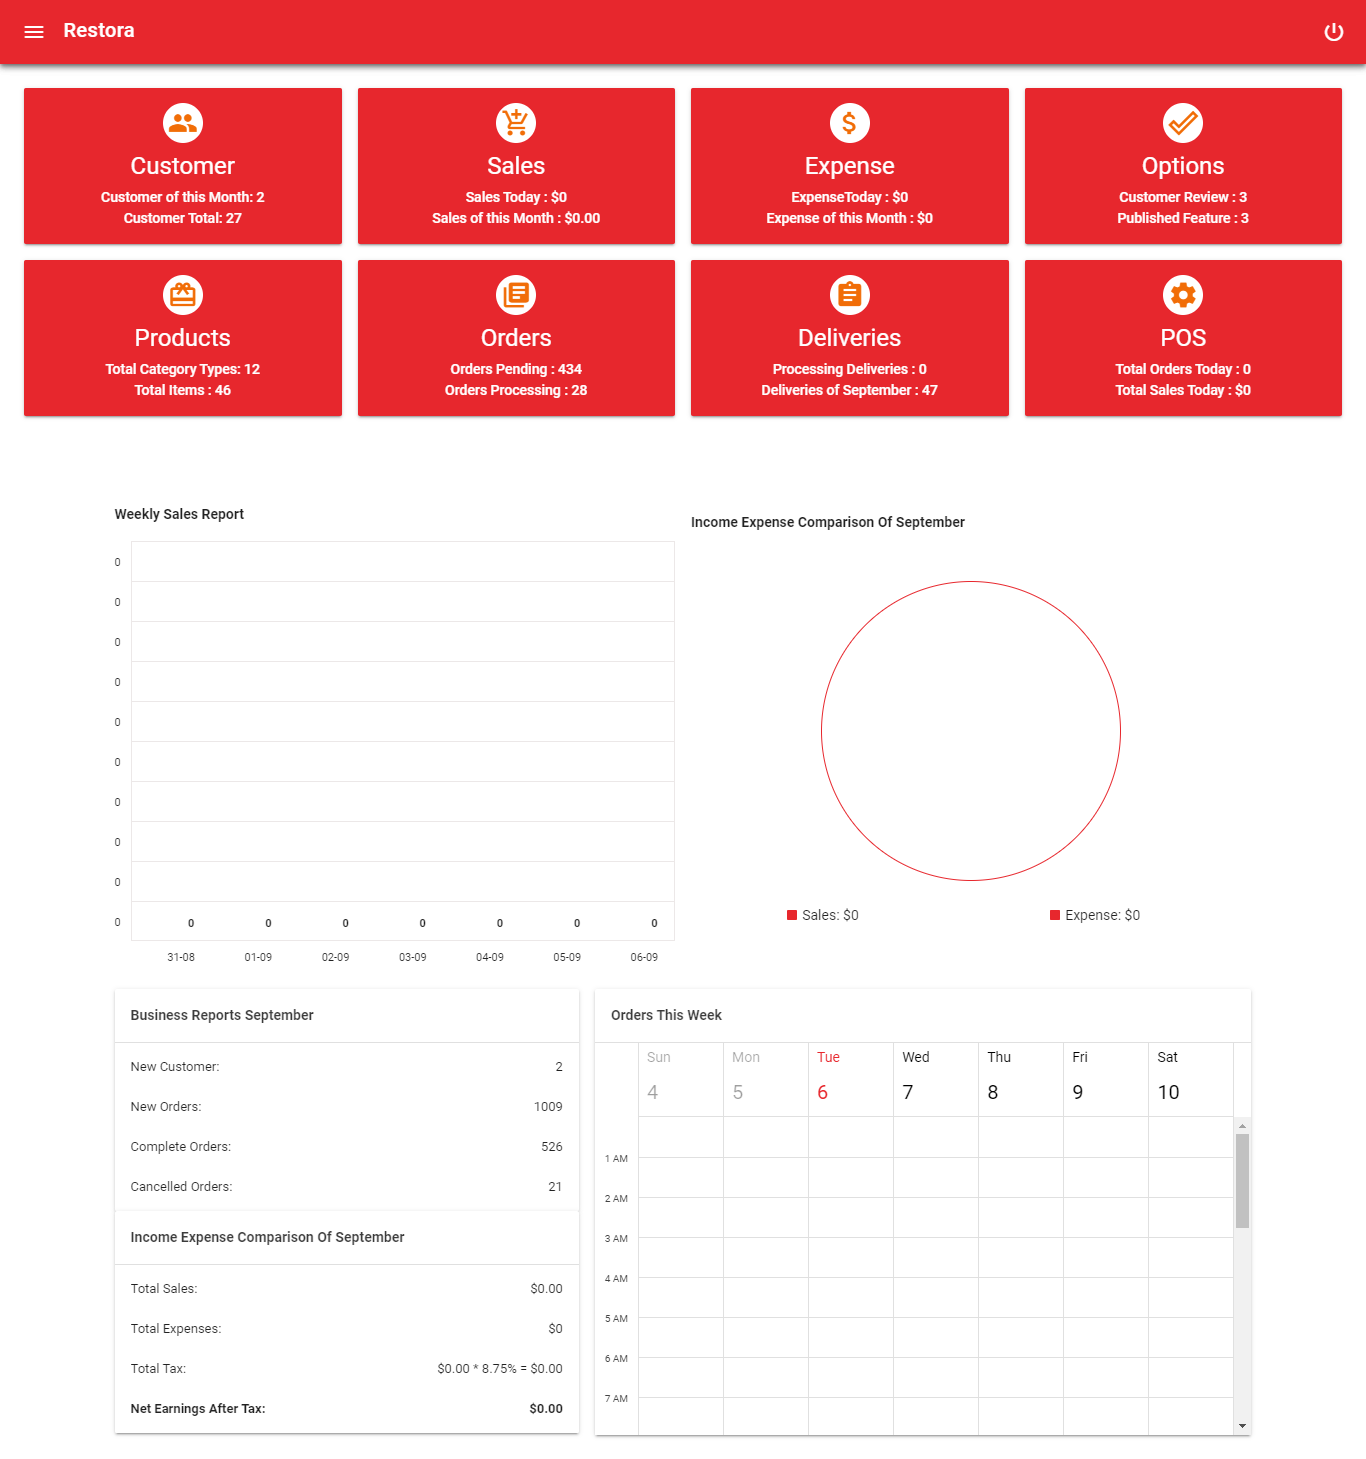 Restora
Customer
Customer of this Month: 2
Customer Total: 27
Sales
Sales Today : $0
Sales of this Month : $0.00
Expense
ExpenseToday : $0
Expense of this Month : $0
Options
Customer Review : 3
Published Feature : 3
Products
Total Category Types: 12
Total Items : 46
Orders
Orders Pending : 434
Orders Processing : 28
Deliveries
Processing Deliveries : 0
Deliveries of September : 47
POS
Total Orders Today : 0
Total Sales Today : $0
Weekly Sales Report
0
0
0
0
0
0
0
0
0
0
0 0 0 0 0 0 0
31-08 01-09 02-09 03-09 04-09 05-09 06-09
Income Expense Comparison Of September
Sales: $0 Expense: $0
Business Reports September
New Customer: 2
New Orders: 1009
Complete Orders: 526
Cancelled Orders: 21
Income Expense Comparison Of September
Total Sales: $0.00
Total Expenses: $0
Total Tax: $0.00 * 8.75% = $0.00
Net Earnings After Tax: $0.00
Orders This Week
Sun Mon Tue Wed Thu Fri Sat
4 5 6 7 8 9 10
1 AM
2 AM
3 AM
4 AM
5 AM
6 AM
7 AM